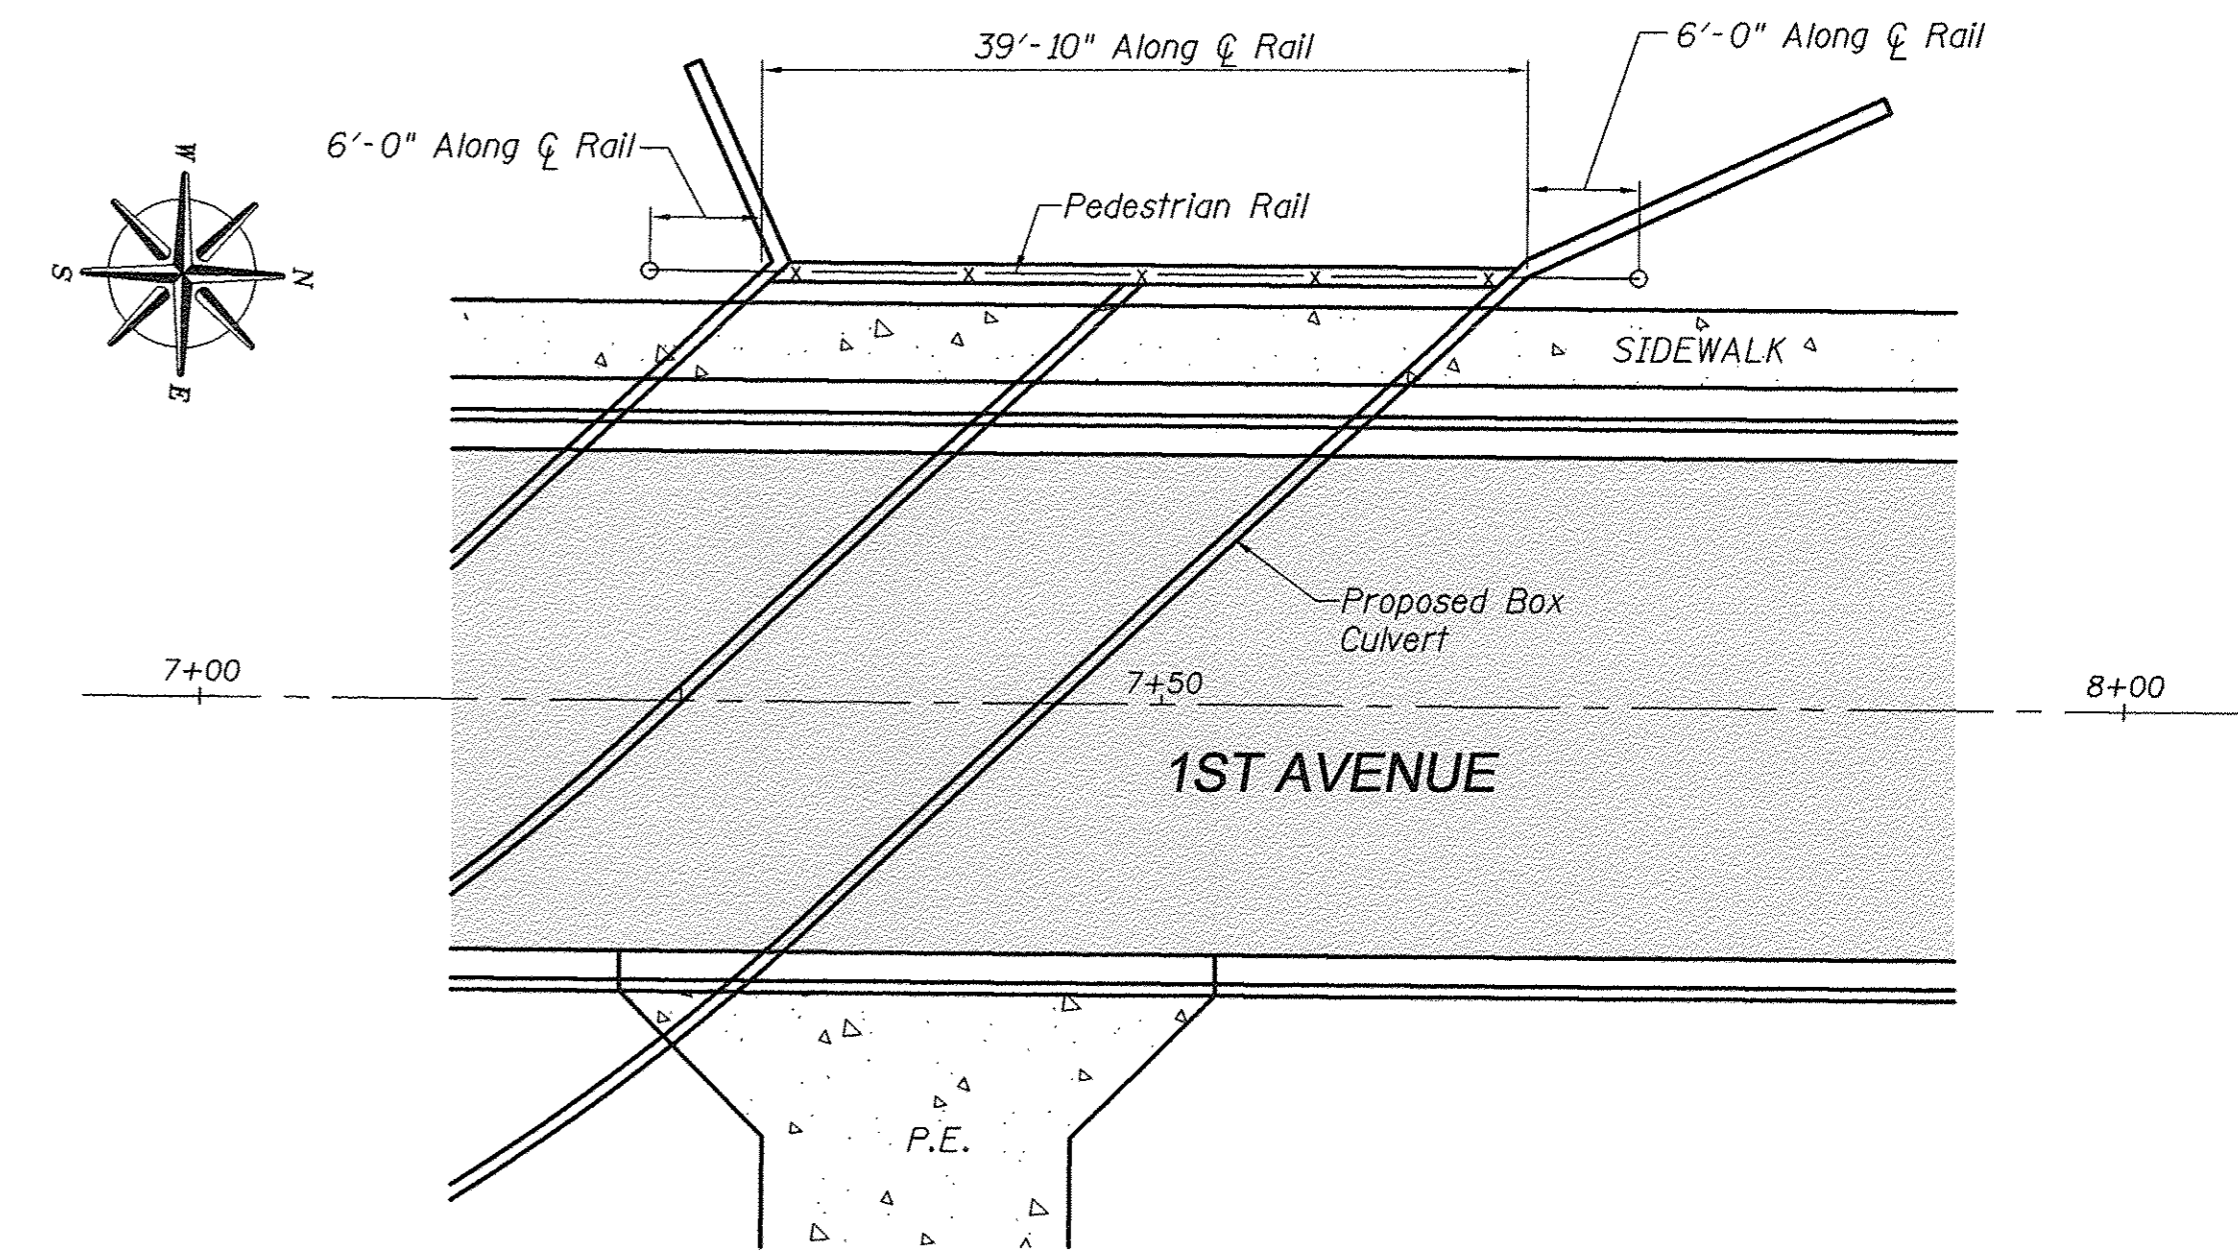 39'-10" Along ℄ Rail
6'-0" Along ℄ Rail
6'-0" Along ℄ Rail
Pedestrian Rail
W
S
N
E
SIDEWALK
Proposed Box
Culvert
7+00
7+50
8+00
1ST AVENUE
P.E.